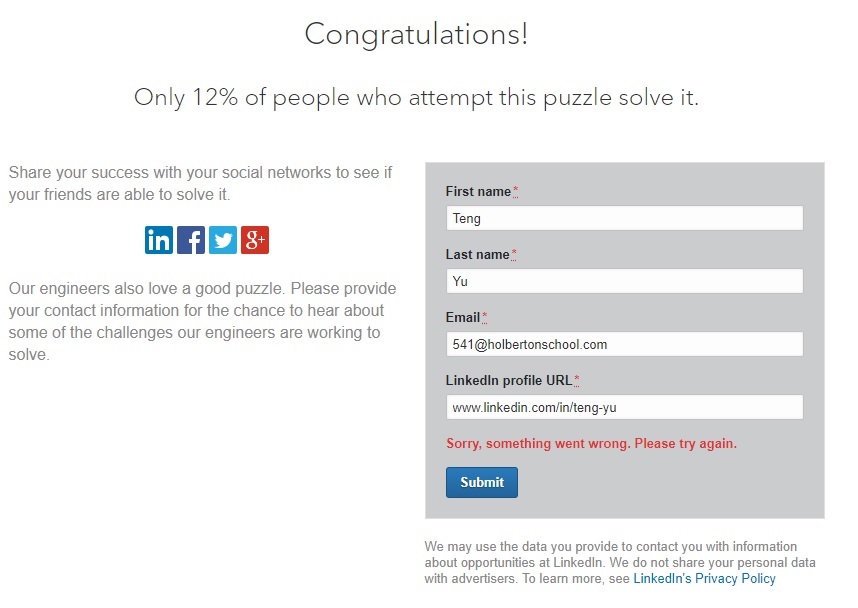 Congratulations!
Only 12% of people who attempt this puzzle solve it.
Share your success with your social networks to see if
your friends are able to solve it.
in f g+
Our engineers also love a good puzzle. Please provide
your contact information for the chance to hear about
some of the challenges our engineers are working to
solve.
First name*
Teng
Last name*
Yu
Email*
541@holbertonschool.com
LinkedIn profile URL*
www.linkedin.com/in/teng-yu
Sorry, something went wrong. Please try again.
Submit
We may use the data you provide to contact you with information
about opportunities at LinkedIn. We do not share your personal data
with advertisers. To learn more, see LinkedIn's Privacy Policy